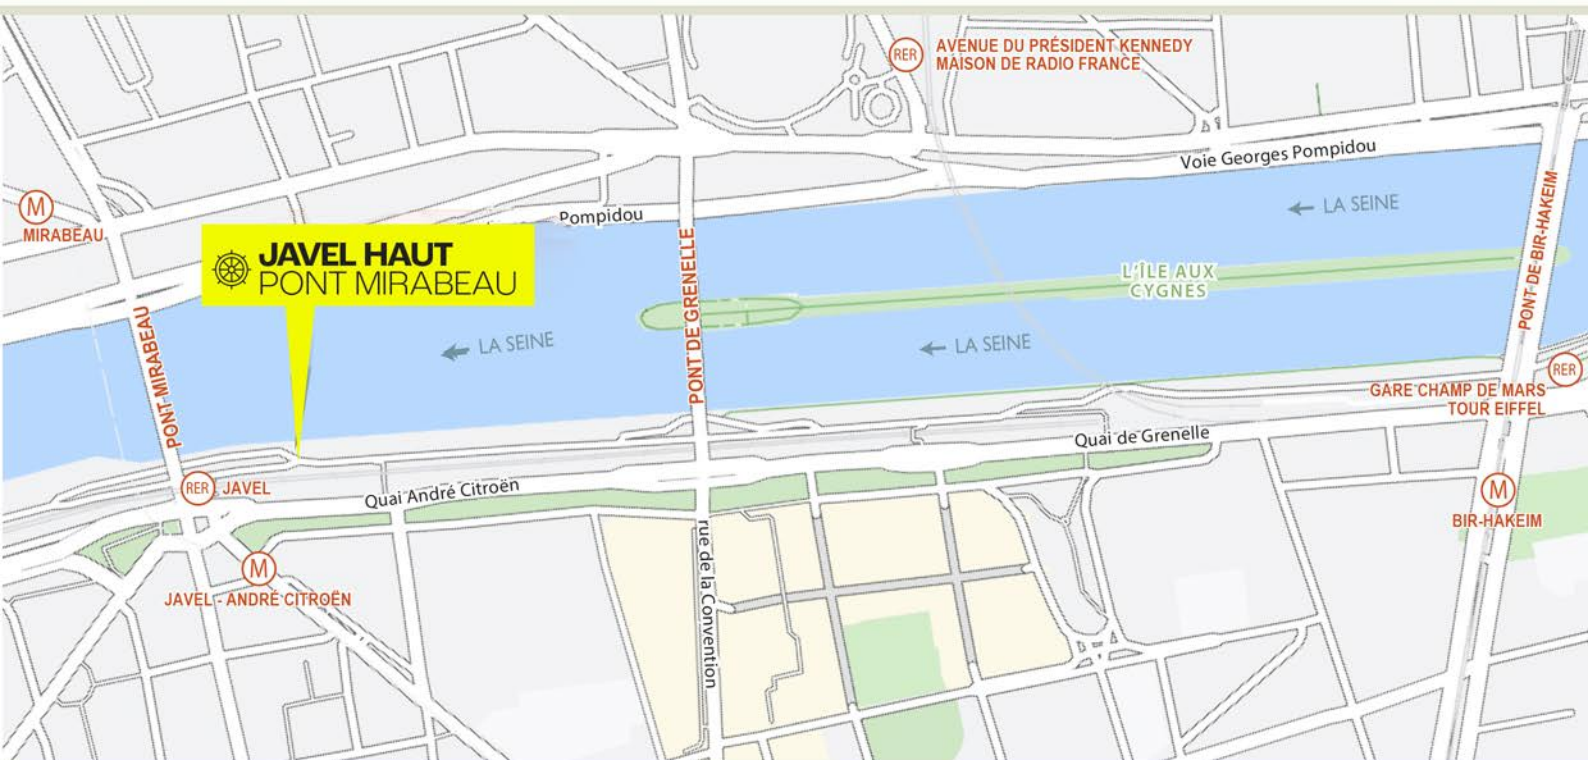 RER
AVENUE DU PRÉSIDENT KENNEDY
MAISON DE RADIO FRANCE
Voie Georges Pompidou
M
MIRABEAU
Pompidou
LA SEINE
JAVEL HAUT
PONT MIRABEAU
L'ÎLE AUX
CYGNES
PONT DE BIR-HAKEIM
PONT DE GRENELLE
PONT MIRABEAU
LA SEINE
LA SEINE
RER
GARE CHAMP DE MARS
TOUR EIFFEL
Quai de Grenelle
RER
JAVEL
Quai André Citroën
M
BIR-HAKEIM
rue de la Convention
M
JAVEL - ANDRÉ CITROËN